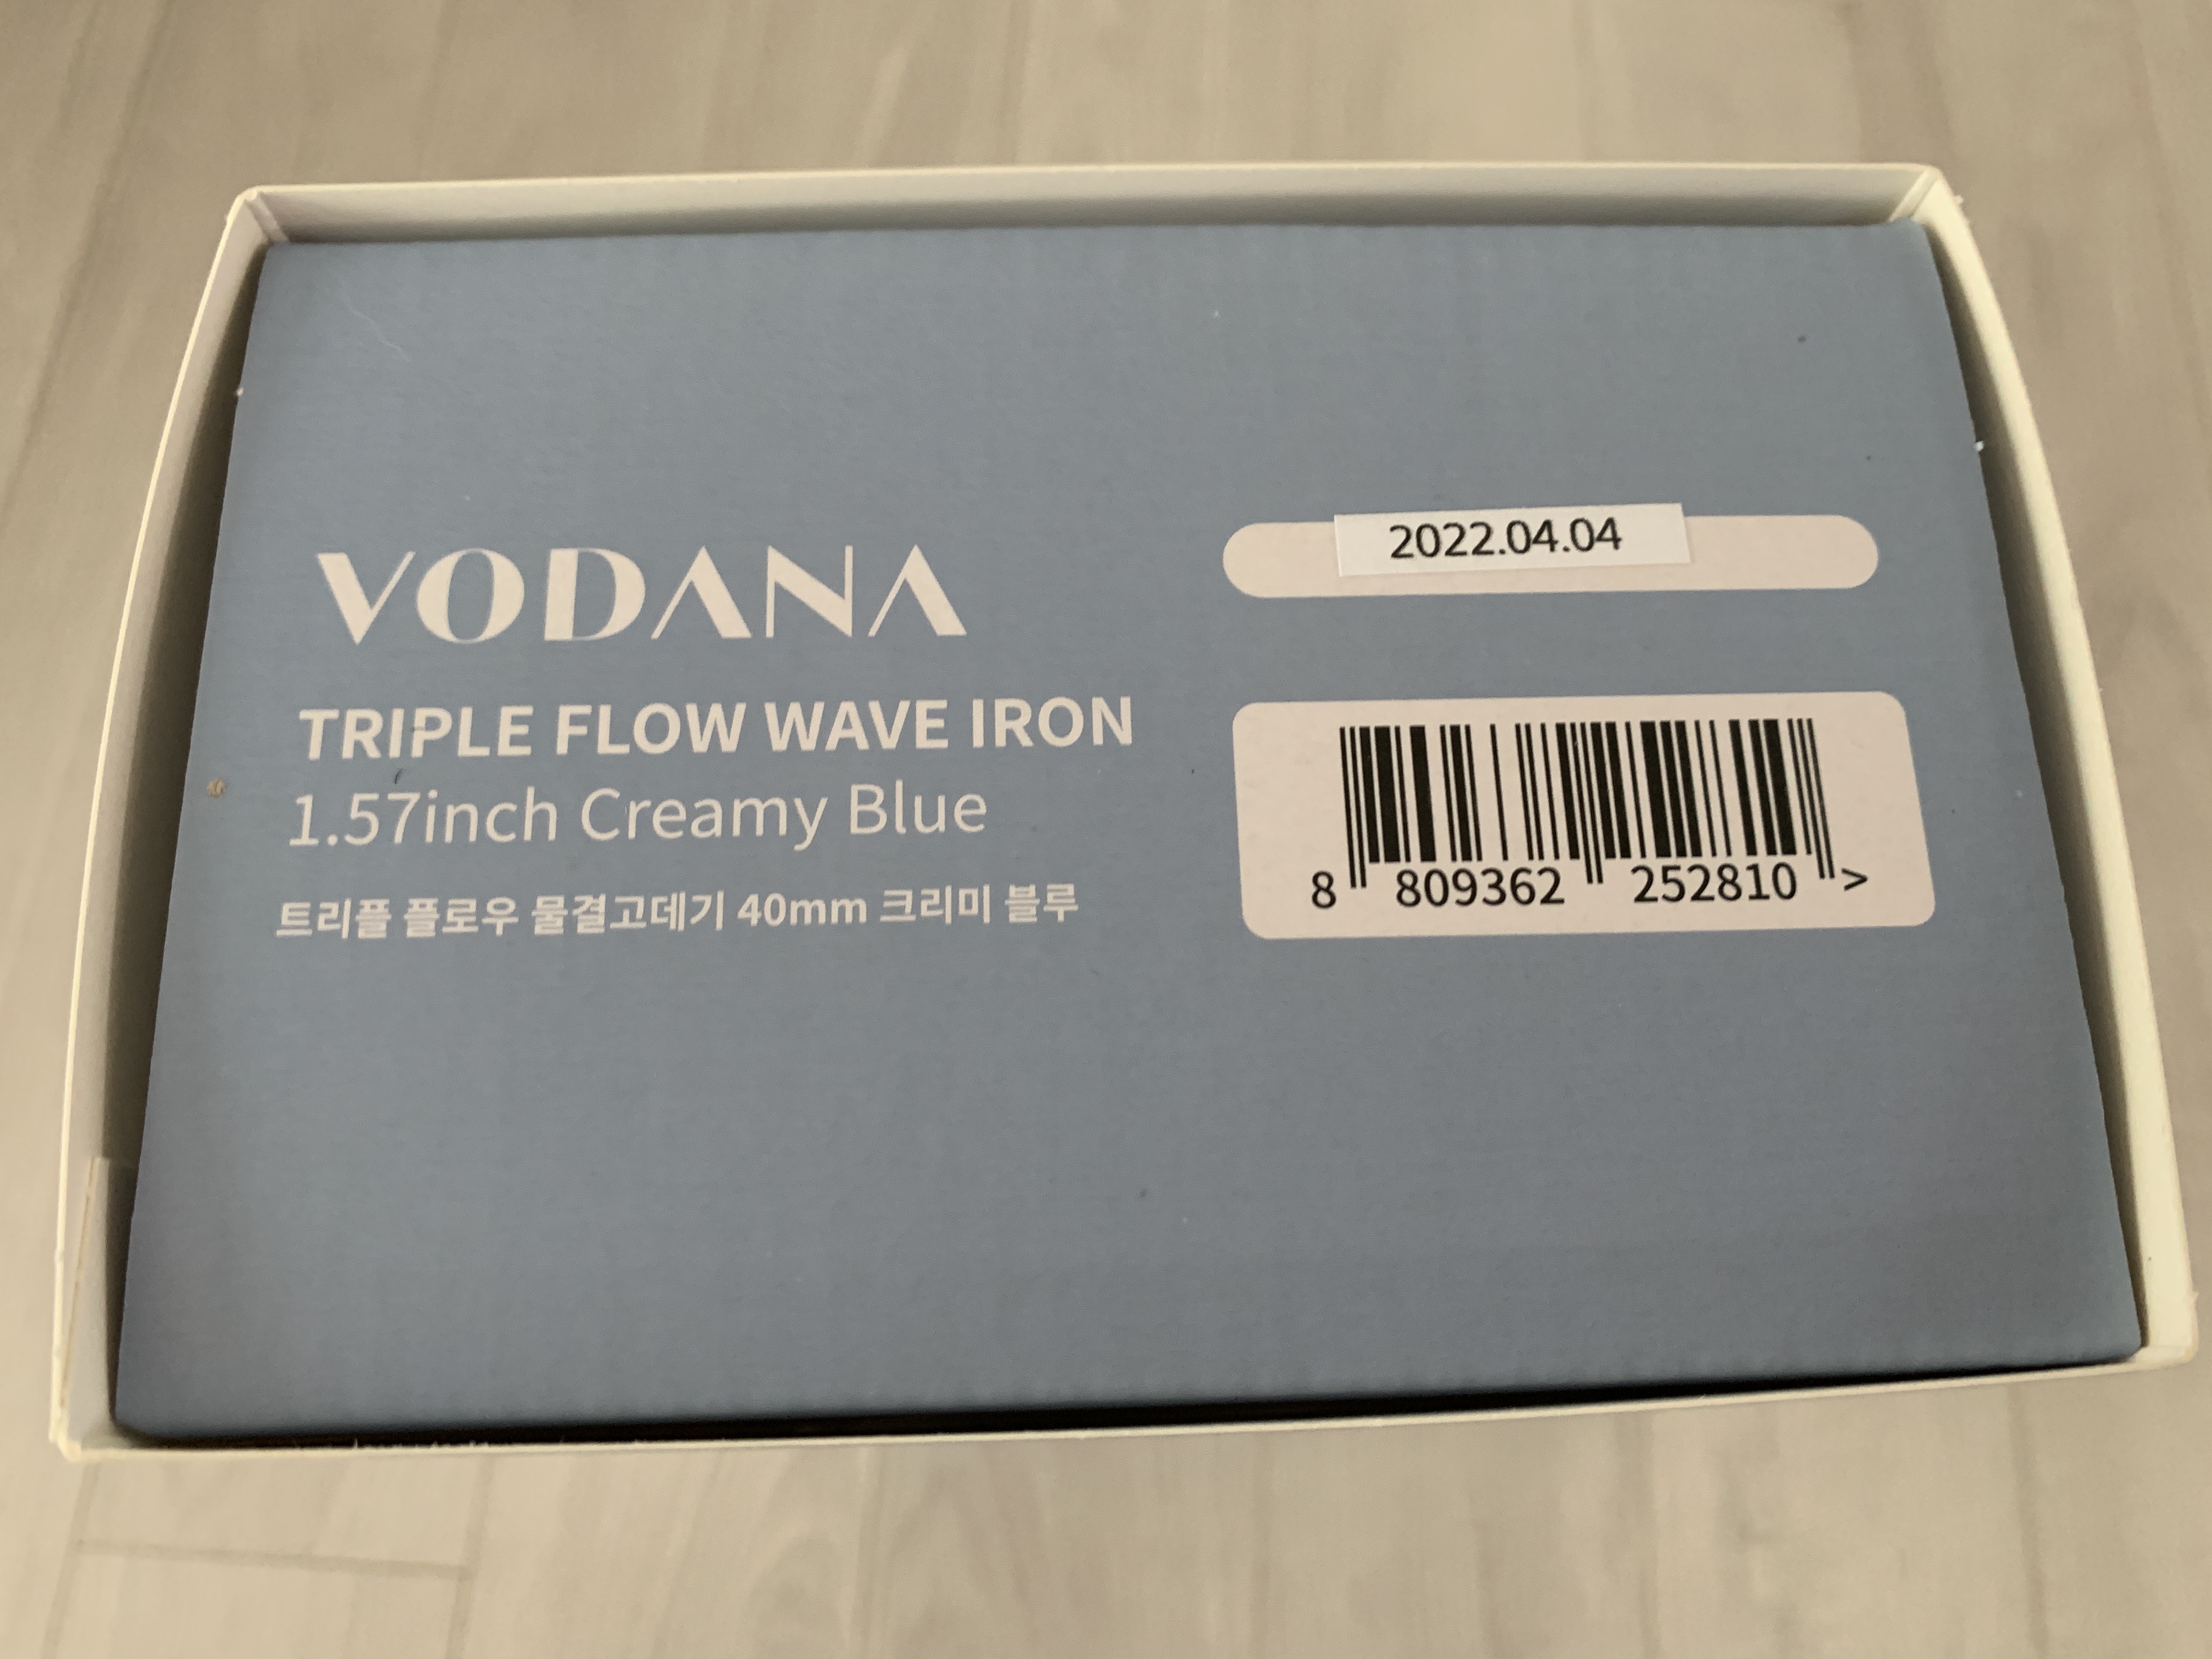 VODANA
TRIPLE FLOW WAVE IRON
1.57inch Creamy Blue
트리플 플로우 물결고데기 40mm 크리미 블루
2022.04.04
8 809362 252810 >